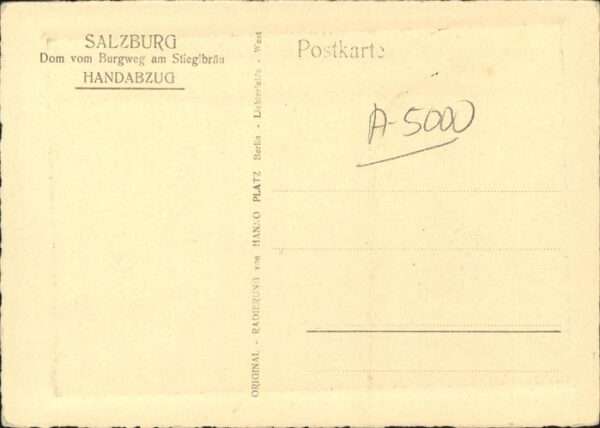 SALZBURG
Dom vom Burgweg am Stieglbräu
HANDABZUG
ORIGINAL - RADIERUNG von HANNO PLATZ Berlin - Lichterfelde - West
Postkarte
A-5000